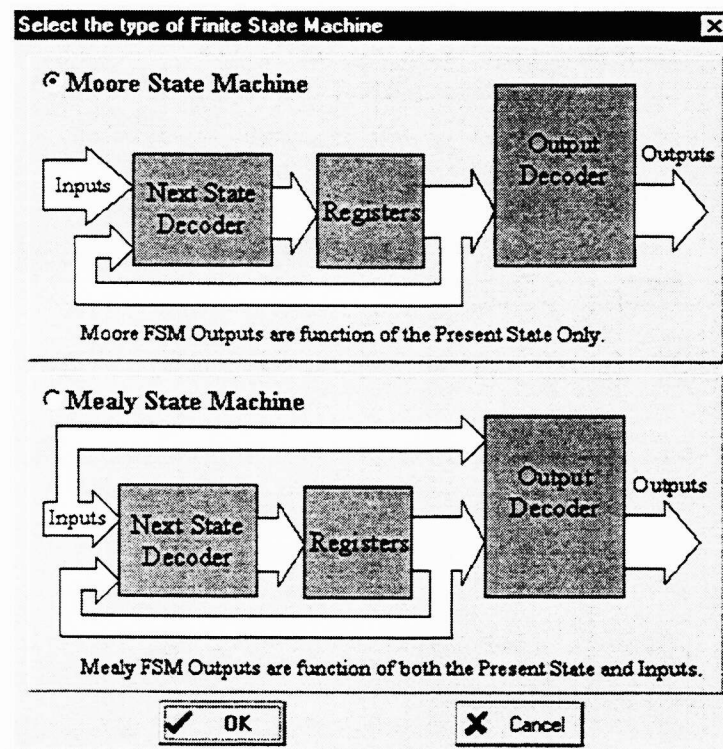 Select the type of Finite State Machine
Moore State Machine
Inputs
Next State
Decoder
Registers
Output
Decoder
Outputs
Moore FSM Outputs are function of the Present State Only.
Mealy State Machine
Inputs
Next State
Decoder
Registers
Output
Decoder
Outputs
Mealy FSM Outputs are function of both the Present State and Inputs.
OK
Cancel